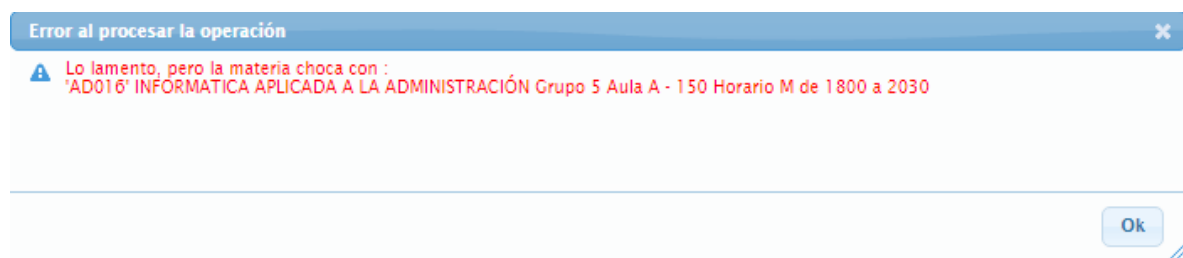 Error al procesar la operación
Lo lamento, pero la materia choca con :
'AD016' INFORMATICA APLICADA A LA ADMINISTRACIÓN Grupo 5 Aula A - 150 Horario M de 1800 a 2030
Ok